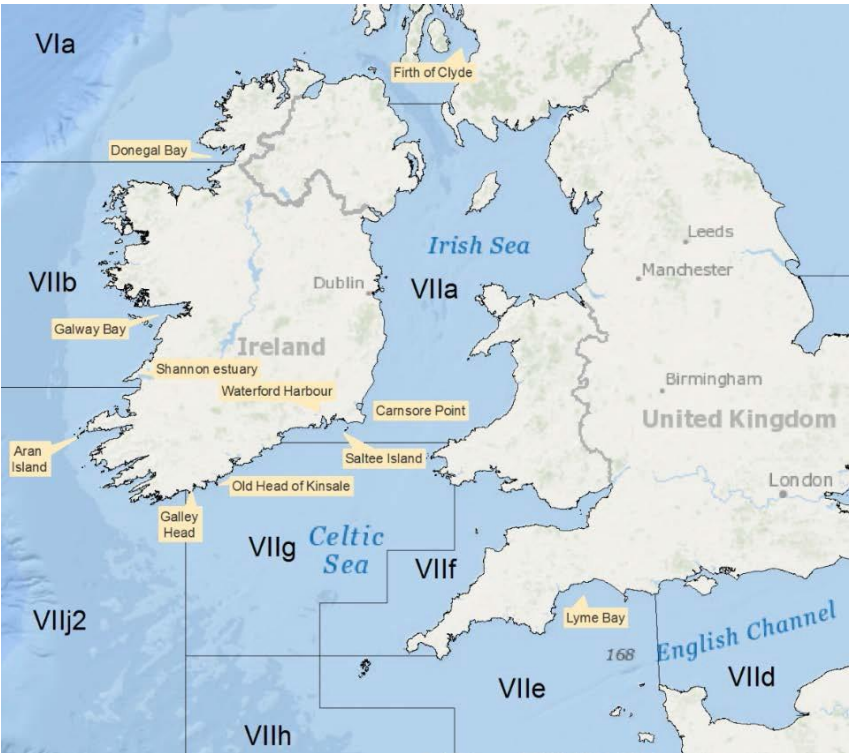 VIa
Firth of Clyde
Donegal Bay
Leeds
Irish Sea
Manchester
VIIb
Dublin
VIIa
Galway Bay
Ireland
Shannon estuary
Birmingham
Waterford Harbour
Carnsore Point
United Kingdom
Aran
Island
Saltee Island
London
Old Head of Kinsale
Galley
Head
VIIg
Celtic
Sea
VIIf
VIIj2
Lyme Bay
English Channel
168
VIId
VIIe
VIIh